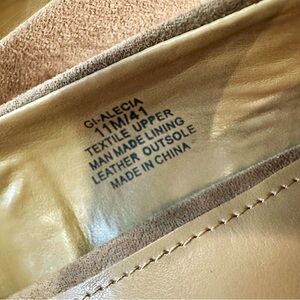 GI-ALECIA
11M/41
TEXTILE UPPER
MAN MADE LINING
LEATHER OUTSOLE
MADE IN CHINA